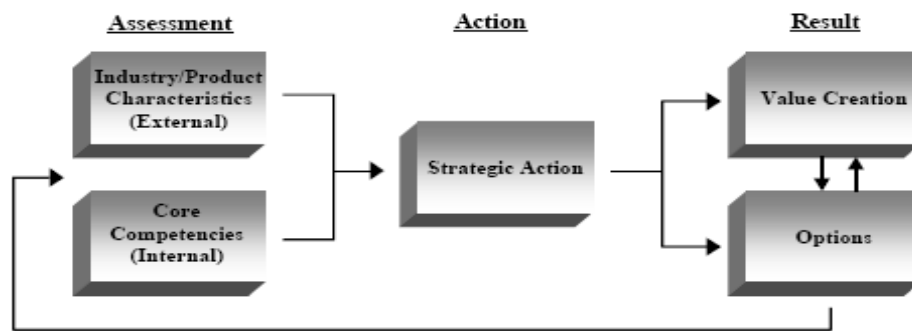 Assessment
Action
Result
Industry/Product
Characteristics
(External)
Value Creation
Strategic Action
Core
Competencies
(Internal)
Options